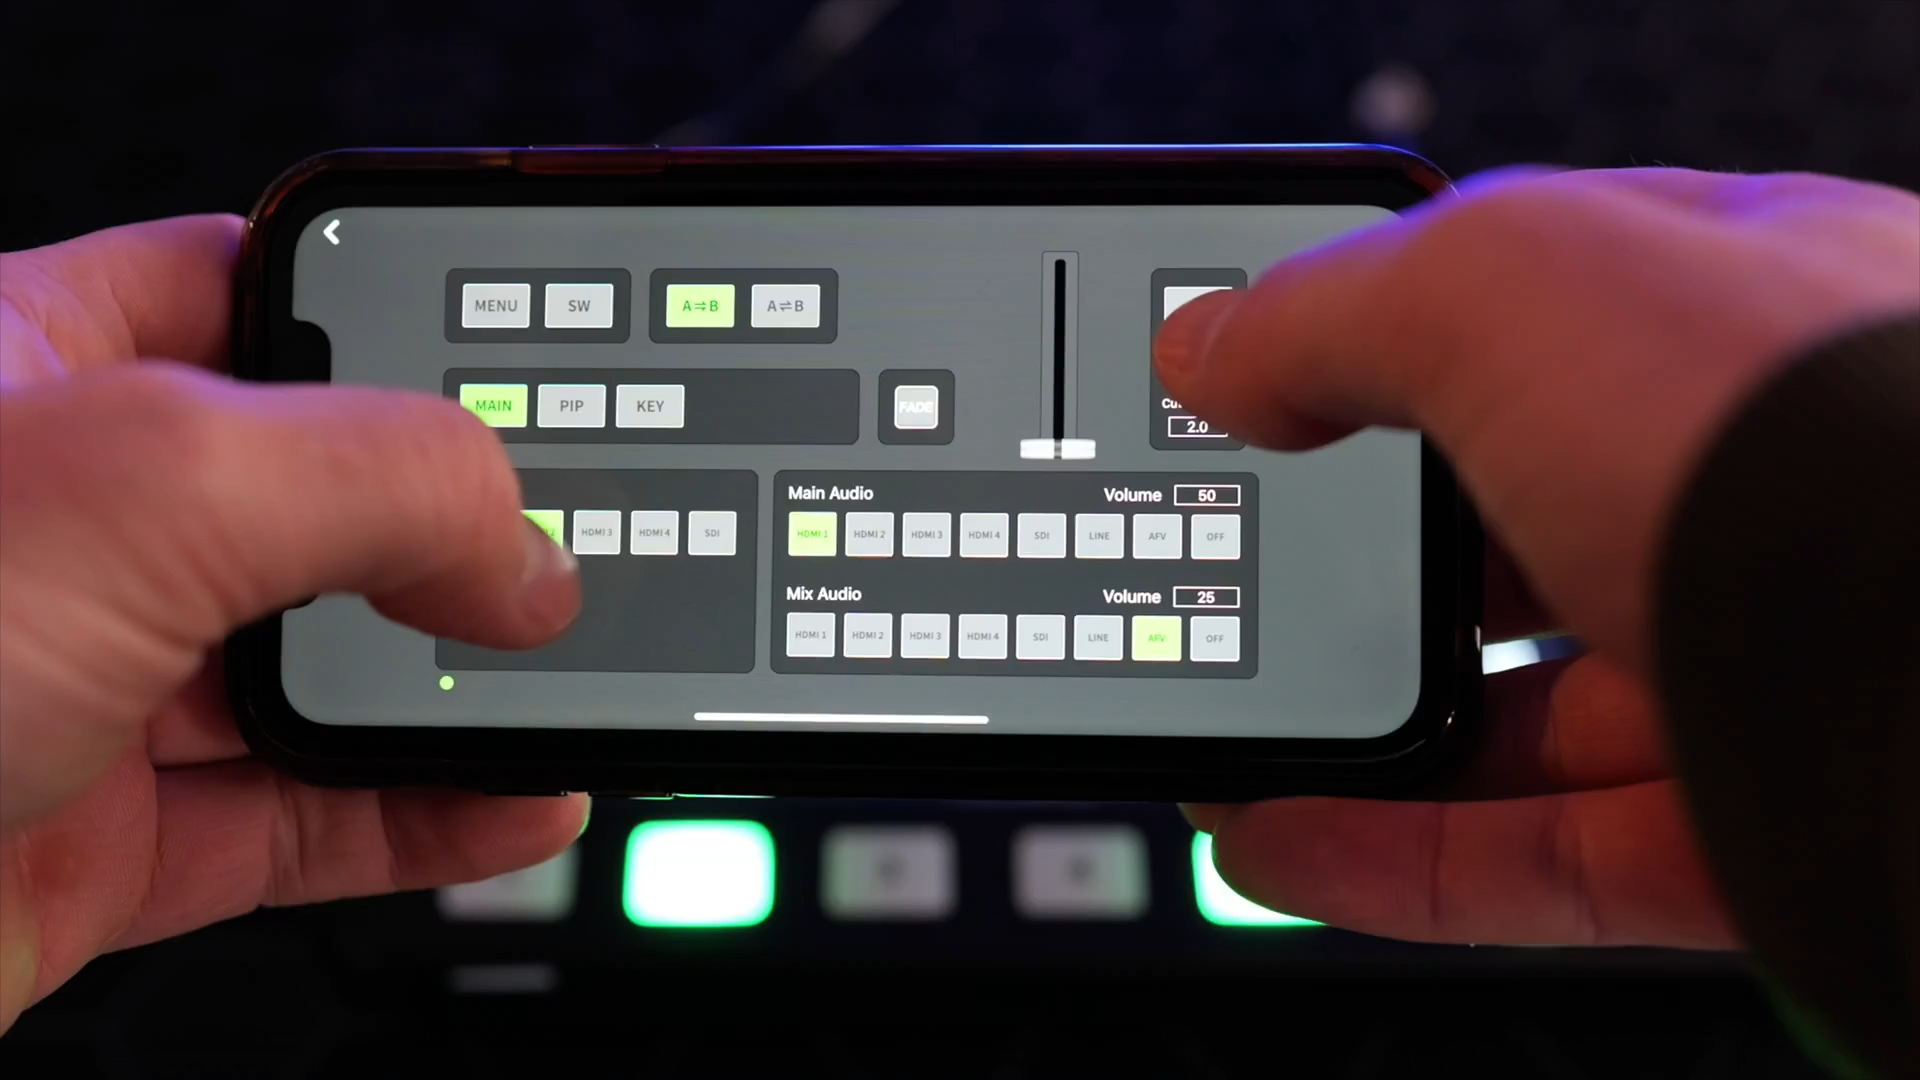 MENU SW A⇒B A⇌B
MAIN PIP KEY FADE
2.0
HDMI 3 HDMI 4 SDI
Main Audio Volume 50
HDMI 1 HDMI 2 HDMI 3 HDMI 4 SDI LINE AFV OFF
Mix Audio Volume 25
HDMI 1 HDMI 2 HDMI 3 HDMI 4 SDI LINE AFV OFF